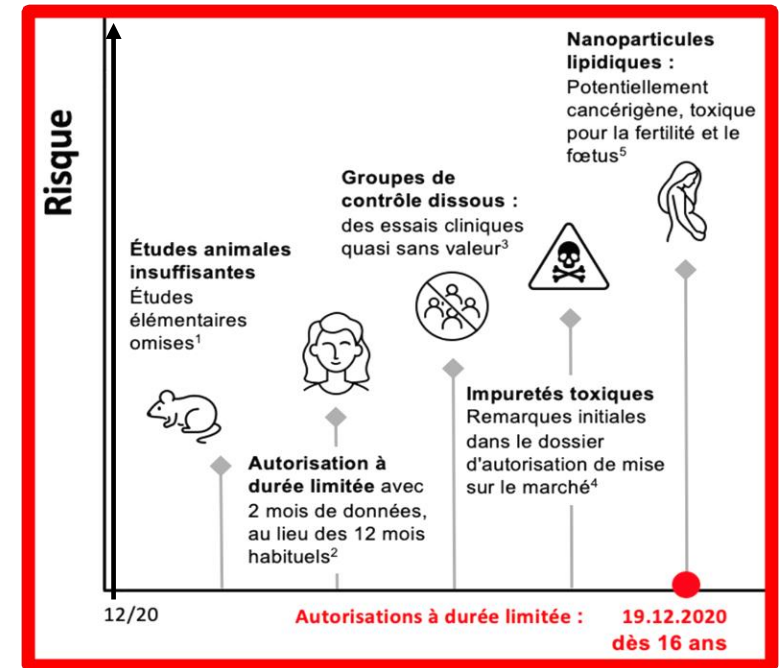 Risque
Nanoparticules
lipidiques :
Potentiellement
cancérigène, toxique
pour la fertilité et le
fœtus⁵
Groupes de
contrôle dissous :
des essais cliniques
quasi sans valeur³
Études animales
insuffisantes
Études
élémentaires
omises¹
Impuretés toxiques
Remarques initiales
dans le dossier
d'autorisation de mise
sur le marché⁴
Autorisation à
durée limitée avec
2 mois de données,
au lieu des 12 mois
habituels²
12/20
Autorisations à durée limitée : 19.12.2020
dès 16 ans